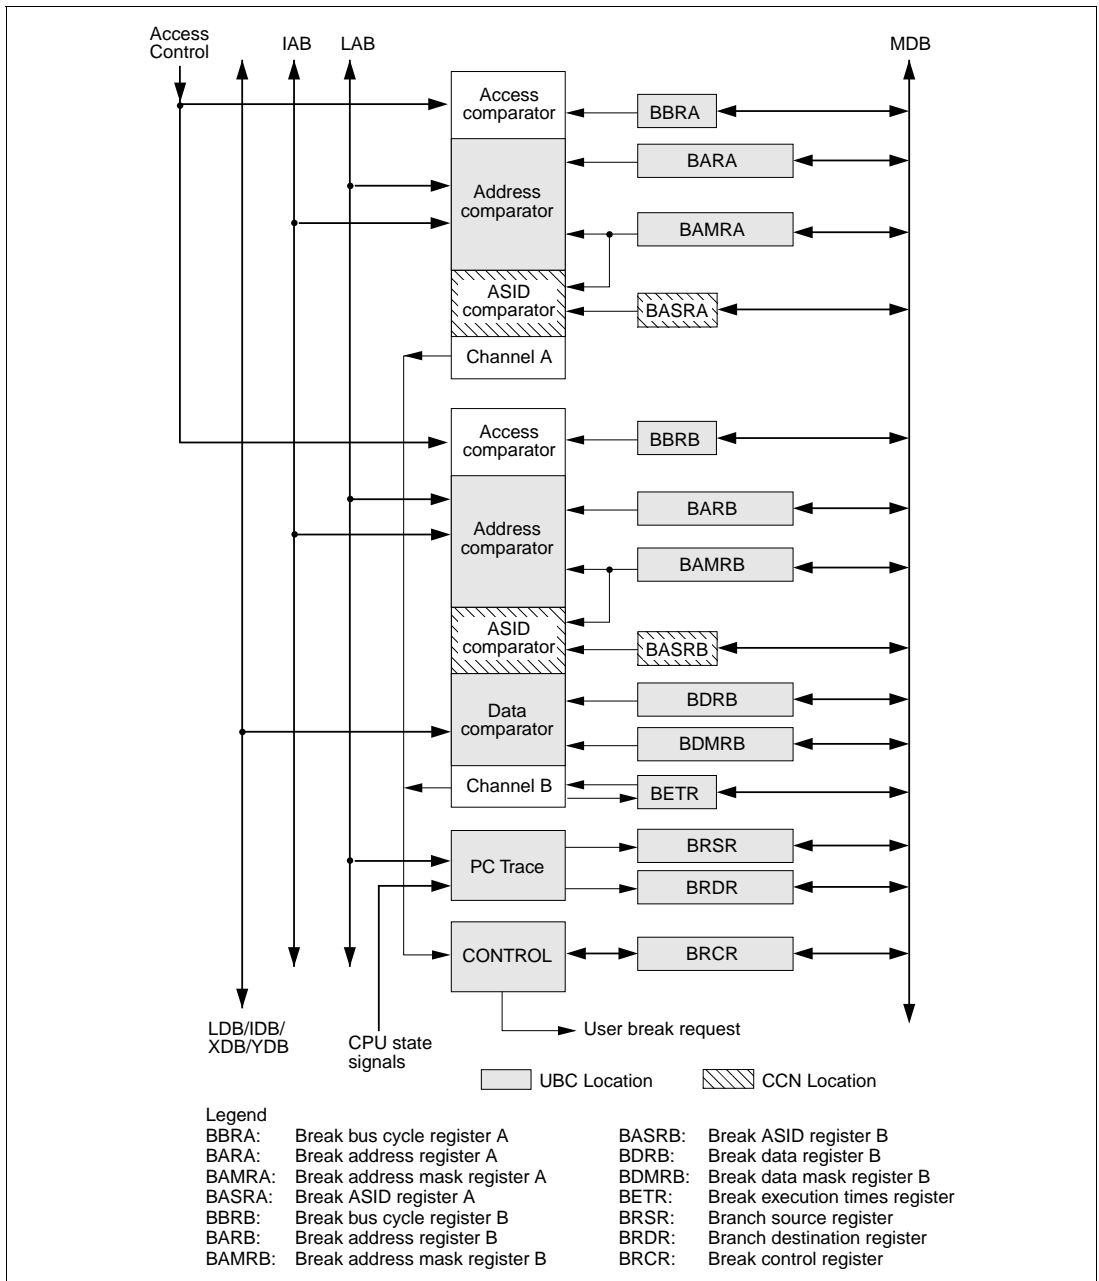 Access
Control
IAB
LAB
MDB
Access
comparator
BBRA
BARA
Address
comparator
BAMRA
ASID
comparator
BASRA
Channel A
Access
comparator
BBRB
BARB
Address
comparator
BAMRB
ASID
comparator
BASRB
BDRB
Data
comparator
BDMRB
Channel B
BETR
BRSR
PC Trace
BRDR
CONTROL
BRCR
LDB/IDB/
XDB/YDB
CPU state
signals
User break request
UBC Location
CCN Location
Legend
BBRA: Break bus cycle register A
BARA: Break address register A
BAMRA: Break address mask register A
BASRA: Break ASID register A
BBRB: Break bus cycle register B
BARB: Break address register B
BAMRB: Break address mask register B
BASRB: Break ASID register B
BDRB: Break data register B
BDMRB: Break data mask register B
BETR: Break execution times register
BRSR: Branch source register
BRDR: Branch destination register
BRCR: Break control register